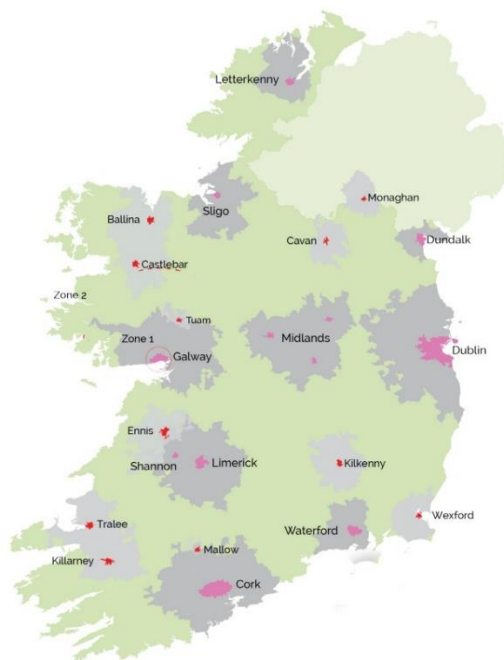 Letterkenny
Monaghan
Sligo
Ballina
Cavan
Dundalk
Castlebar
Zone 2
Tuam
Zone 1
Midlands
Galway
Dublin
Ennis
Shannon
Limerick
Kilkenny
Wexford
Tralee
Waterford
Mallow
Killarney
Cork